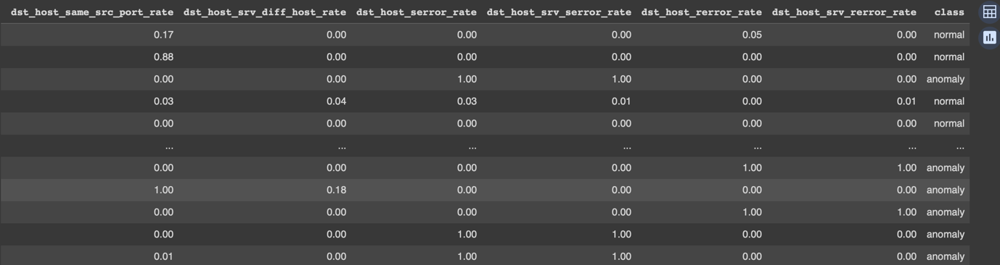 dst_host_same_src_port_rate dst_host_srv_diff_host_rate dst_host_serror_rate dst_host_srv_serror_rate dst_host_rerror_rate dst_host_srv_rerror_rate class
0.17 0.00 0.00 0.00 0.05 0.00 normal
0.88 0.00 0.00 0.00 0.00 0.00 normal
0.00 0.00 1.00 1.00 0.00 0.00 anomaly
0.03 0.04 0.03 0.01 0.00 0.01 normal
0.00 0.00 0.00 0.00 0.00 0.00 normal
... ... ... ... ... ... ...
0.00 0.00 0.00 0.00 1.00 1.00 anomaly
1.00 0.18 0.00 0.00 0.00 0.00 anomaly
0.00 0.00 0.00 0.00 1.00 1.00 anomaly
0.00 0.00 1.00 1.00 0.00 0.00 anomaly
0.01 0.00 1.00 1.00 0.00 0.00 anomaly